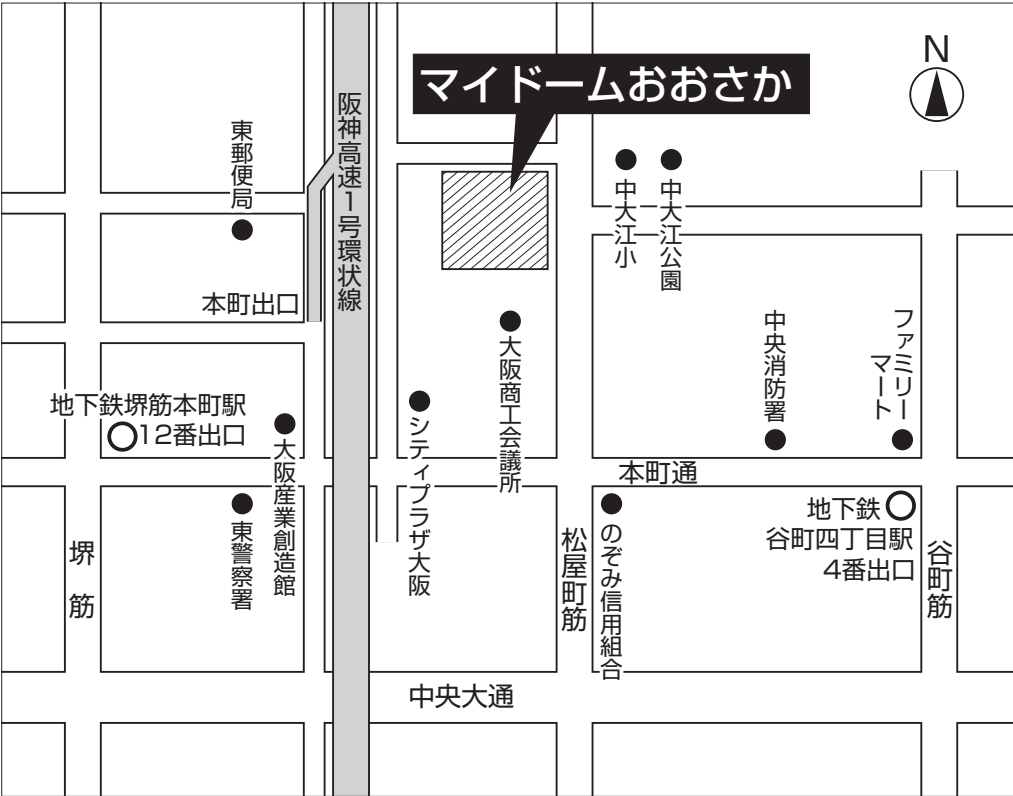 N
マイドームおおさか
阪神高速1号環状線
東郵便局
中大江小
中大江公園
本町出口
大阪商工会議所
中央消防署
ファミリー
マート
地下鉄堺筋本町駅
12番出口
大阪産業創造館
シティプラザ大阪
本町通
東警察署
のぞみ信用組合
地下鉄
谷町四丁目駅
4番出口
堺筋
松屋町筋
谷町筋
中央大通